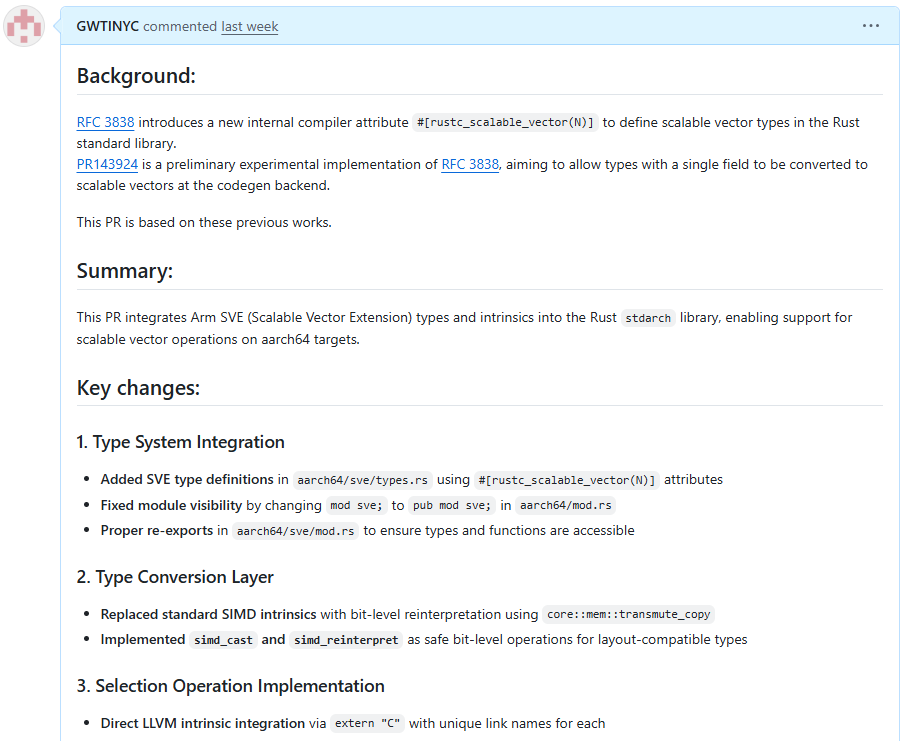 GWTINYC commented last week
Background:
RFC 3838 introduces a new internal compiler attribute #[rustc_scalable_vector(N)] to define scalable vector types in the Rust
standard library.
PR143924 is a preliminary experimental implementation of RFC 3838, aiming to allow types with a single field to be converted to
scalable vectors at the codegen backend.
This PR is based on these previous works.
Summary:
This PR integrates Arm SVE (Scalable Vector Extension) types and intrinsics into the Rust stdarch library, enabling support for
scalable vector operations on aarch64 targets.
Key changes:
1. Type System Integration
• Added SVE type definitions in aarch64/sve/types.rs using #[rustc_scalable_vector(N)] attributes
• Fixed module visibility by changing mod sve; to pub mod sve; in aarch64/mod.rs
• Proper re-exports in aarch64/sve/mod.rs to ensure types and functions are accessible
2. Type Conversion Layer
• Replaced standard SIMD intrinsics with bit-level reinterpretation using core::mem::transmute_copy
• Implemented simd_cast and simd_reinterpret as safe bit-level operations for layout-compatible types
3. Selection Operation Implementation
• Direct LLVM intrinsic integration via extern "C" with unique link names for each